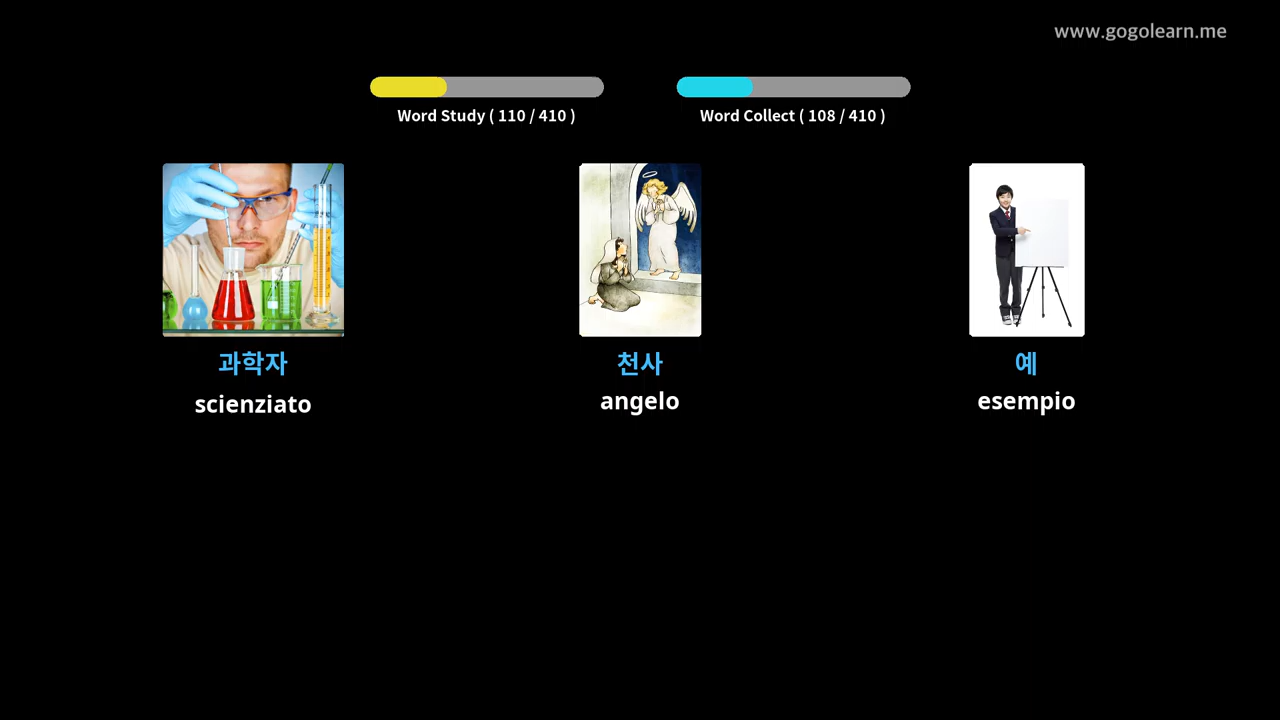 www.gogolearn.me
Word Study ( 110 / 410 )
Word Collect ( 108 / 410 )
과학자
천사
예
scienziato
angelo
esempio